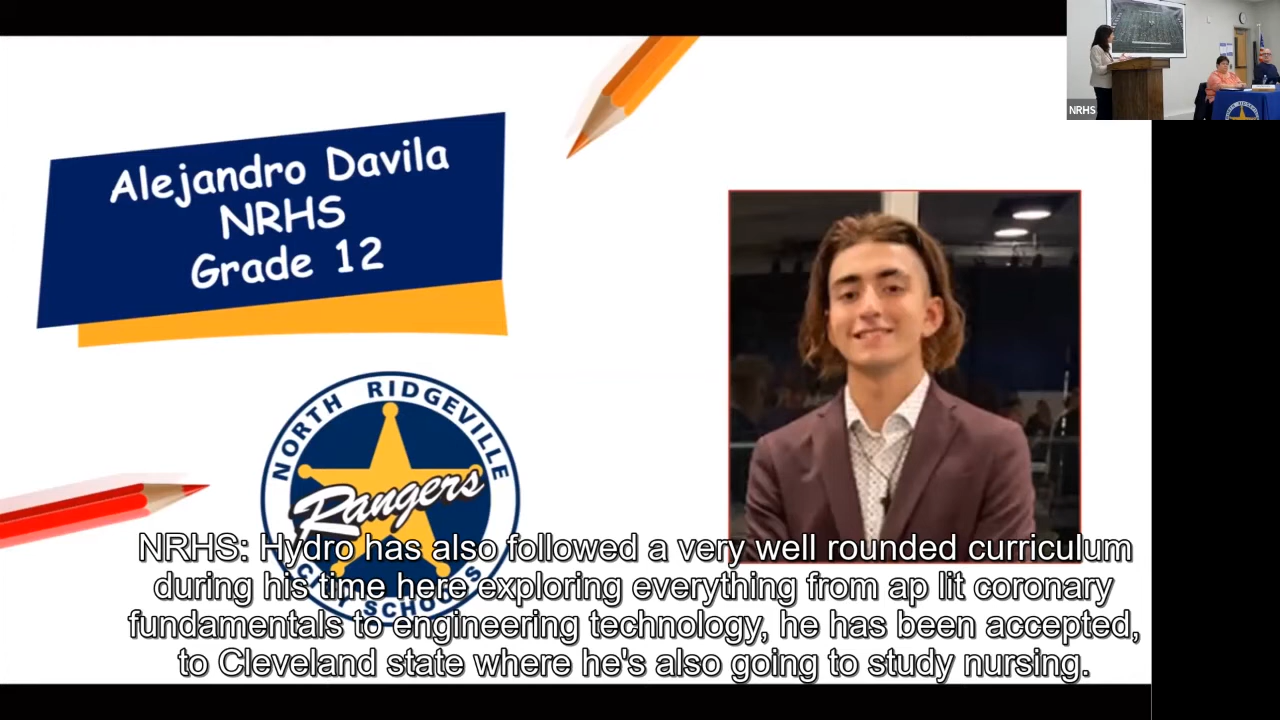 Alejandro Davila
NRHS
Grade 12
NRHS
NORTH RIDGEVILLE
Rangers
CITY SCHOOLS
NRHS: Hydro has also followed a very well rounded curriculum
during his time here exploring everything from ap lit coronary
fundamentals to engineering technology, he has been accepted,
to Cleveland state where he's also going to study nursing.